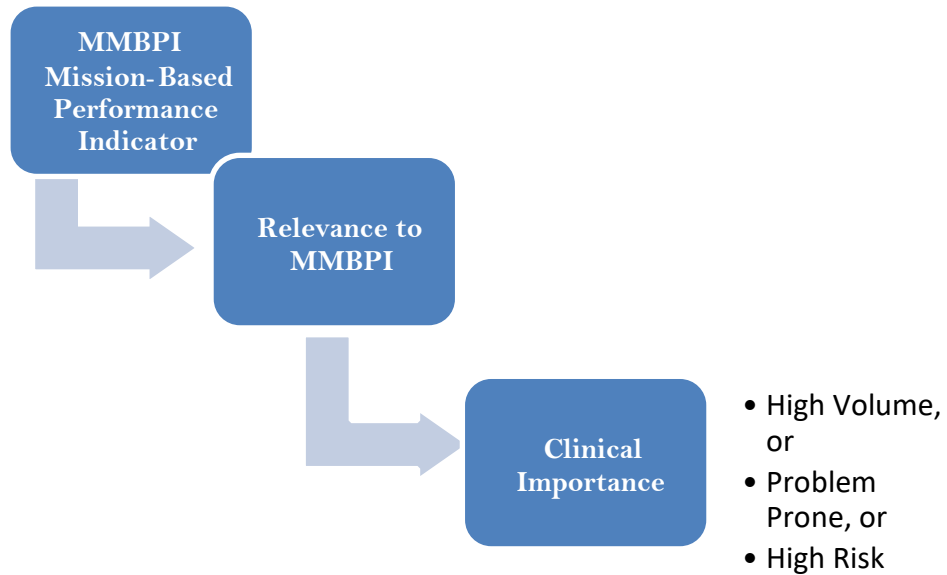 MMBPI
Mission-Based
Performance
Indicator
Relevance to
MMBPI
Clinical
Importance
• High Volume,
or
• Problem
Prone, or
• High Risk